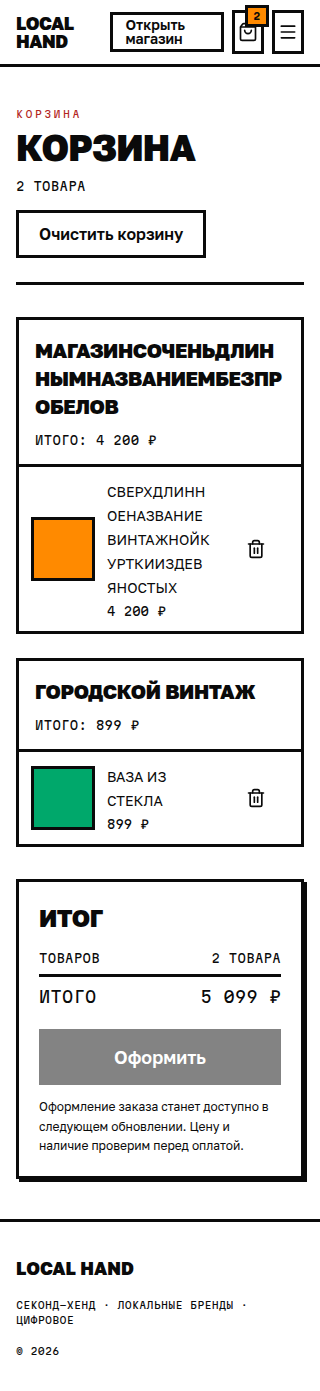 LOCAL
HAND
Открыть
магазин
2
КОРЗИНА
КОРЗИНА
2 ТОВАРА
Очистить корзину
МАГАЗИНСОЧЕНЬДЛИН
НЫМНАЗВАНИЕМБЕЗПР
ОБЕЛОВ
ИТОГО: 4 200 ₽
СВЕРХДЛИНН
ОЕНАЗВАНИЕ
ВИНТАЖНОЙК
УРТКИИЗДЕВ
ЯНОСТЫХ
4 200 ₽
ГОРОДСКОЙ ВИНТАЖ
ИТОГО: 899 ₽
ВАЗА ИЗ
СТЕКЛА
899 ₽
ИТОГ
ТОВАРОВ 2 ТОВАРА
ИТОГО 5 099 ₽
Оформить
Оформление заказа станет доступно в
следующем обновлении. Цену и
наличие проверим перед оплатой.
LOCAL HAND
СЕКОНД-ХЕНД · ЛОКАЛЬНЫЕ БРЕНДЫ ·
ЦИФРОВОЕ
© 2026